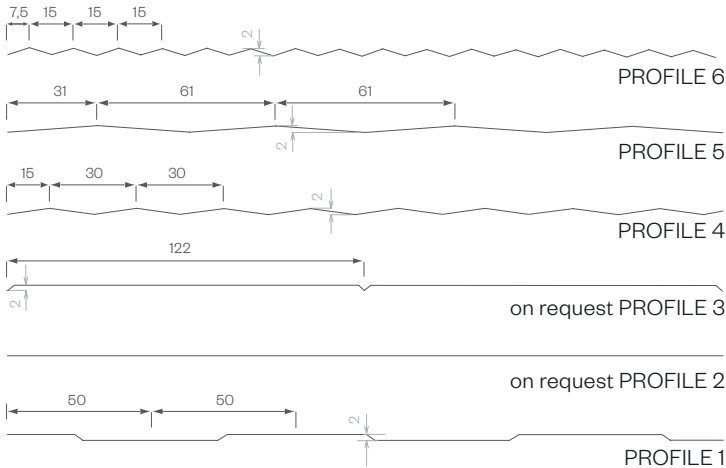 7,5 15 15 15
2
PROFILE 6
31 61 61
2
PROFILE 5
15 30 30
2
PROFILE 4
122
2
on request PROFILE 3
on request PROFILE 2
50 50
2
PROFILE 1